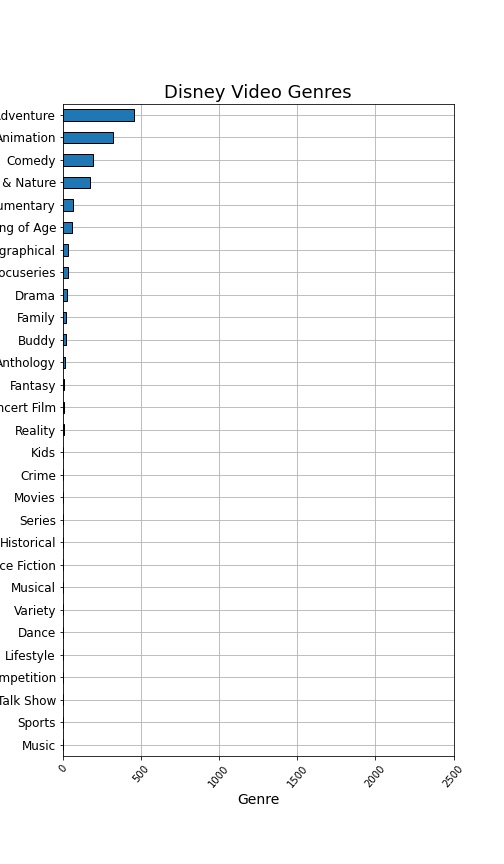 Disney Video Genres
Adventure
Animation
Comedy
& Nature
umentary
ng of Age
graphical
ocuseries
Drama
Family
Buddy
Anthology
Fantasy
ncert Film
Reality
Kids
Crime
Movies
Series
Historical
ce Fiction
Musical
Variety
Dance
Lifestyle
mpetition
Talk Show
Sports
Music
0 500 1000 1500 2000 2500
Genre